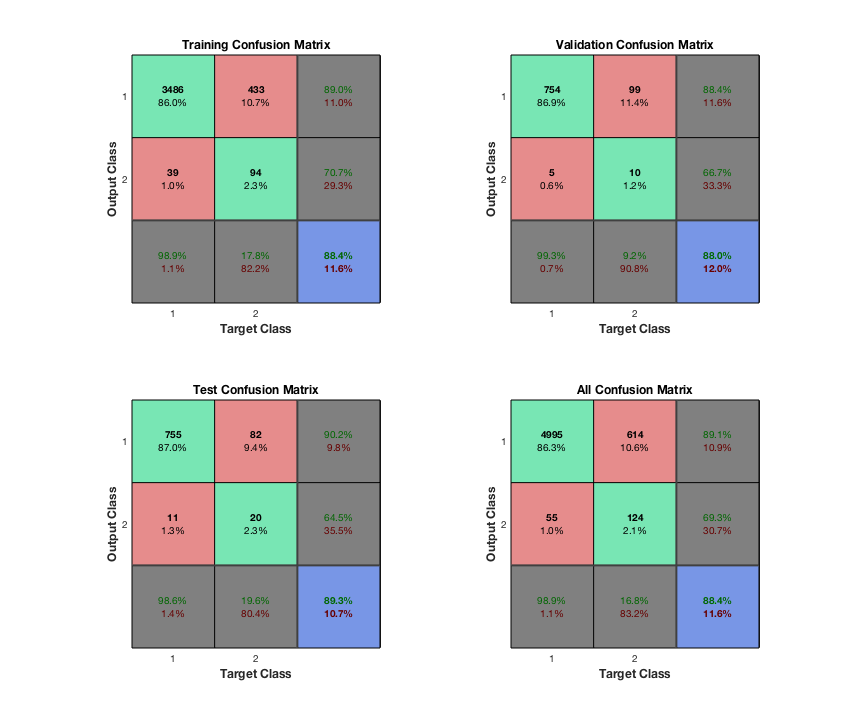 Training Confusion Matrix
3486 433 89.0%
1 86.0% 10.7% 11.0%
39 94 70.7%
2 1.0% 2.3% 29.3%
98.9% 17.8% 88.4%
1.1% 82.2% 11.6%
1 2
Target Class
Output Class
Validation Confusion Matrix
754 99 88.4%
1 86.9% 11.4% 11.6%
5 10 66.7%
2 0.6% 1.2% 33.3%
99.3% 9.2% 88.0%
0.7% 90.8% 12.0%
1 2
Target Class
Output Class
Test Confusion Matrix
755 82 90.2%
1 87.0% 9.4% 9.8%
11 20 64.5%
2 1.3% 2.3% 35.5%
98.6% 19.6% 89.3%
1.4% 80.4% 10.7%
1 2
Target Class
Output Class
All Confusion Matrix
4995 614 89.1%
1 86.3% 10.6% 10.9%
55 124 69.3%
2 1.0% 2.1% 30.7%
98.9% 16.8% 88.4%
1.1% 83.2% 11.6%
1 2
Target Class
Output Class